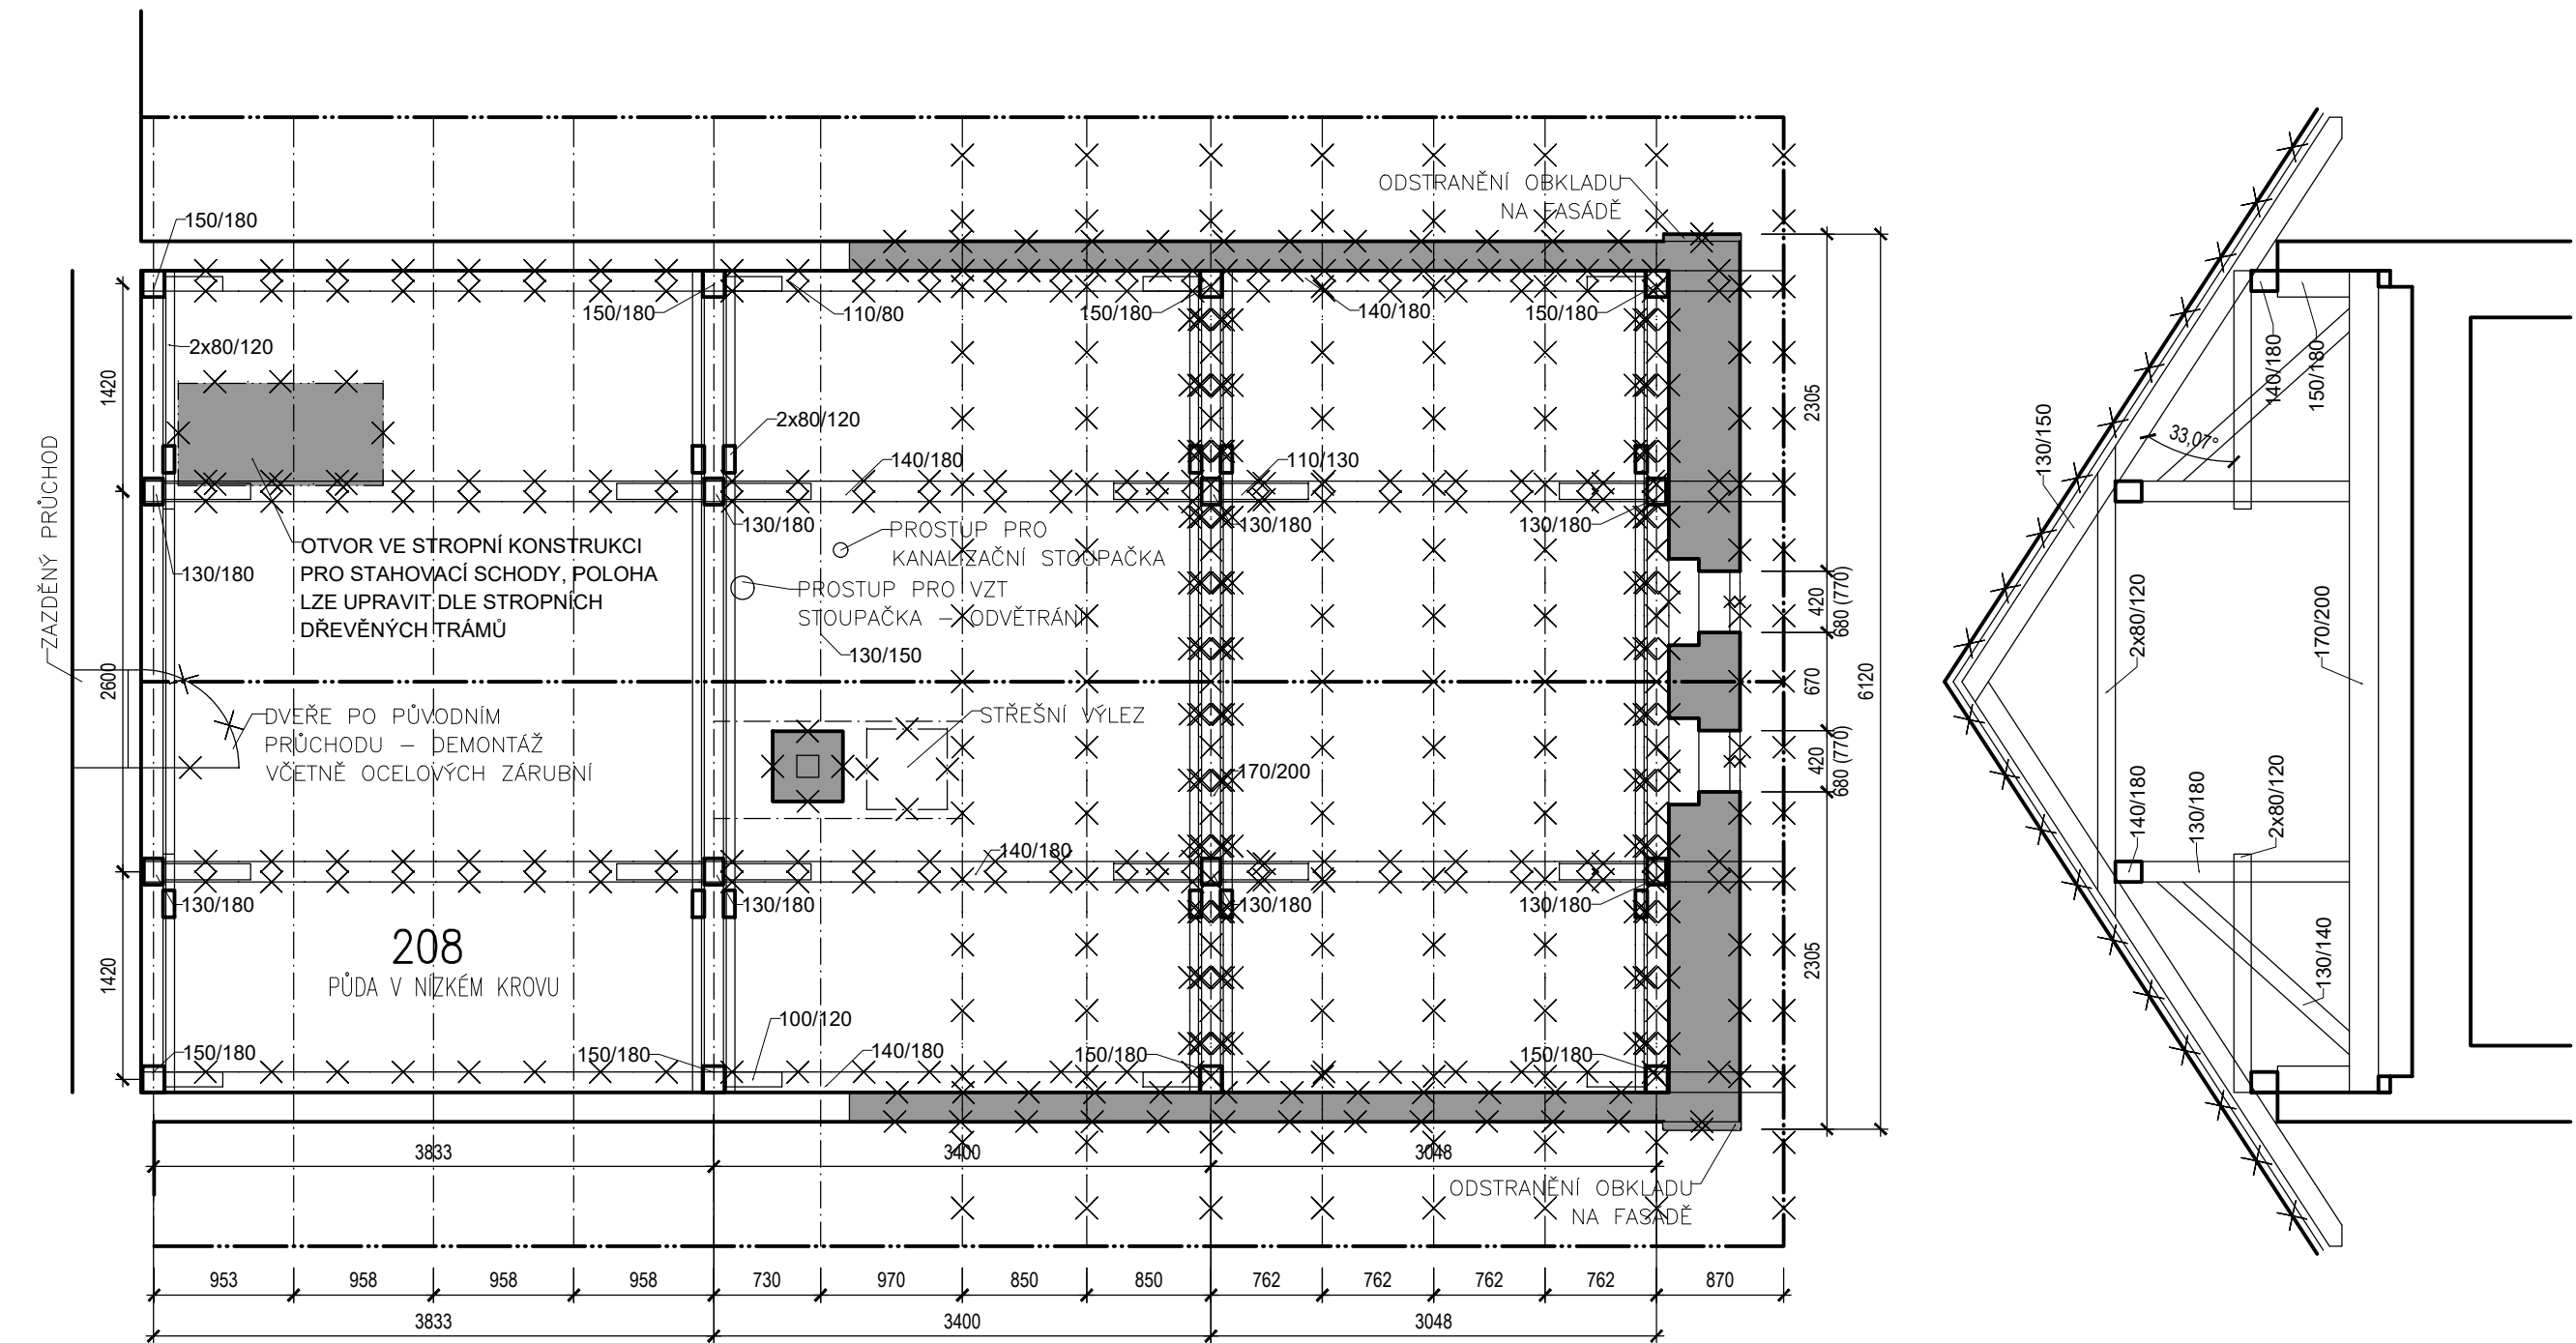 ODSTRANĚNÍ OBKLADU
NA FASÁDĚ
150/180
150/180
110/80
150/180
140/180
150/180
2x80/120
1420
2x80/120
140/180
110/130
130/180
130/180
130/180
130/180
ZAZDĚNÝ PRŮCHOD
OTVOR VE STROPNÍ KONSTRUKCI
PRO STAHOVACÍ SCHODY, POLOHA
LZE UPRAVIT DLE STROPNÍCH
DŘEVĚNÝCH TRÁMŮ
PROSTUP PRO
KANALIZAČNÍ STOUPAČKA
PROSTUP PRO VZT
STOUPAČKA – ODVĚTRÁNÍ
130/150
2600
DVEŘE PO PŮVODNÍM
PRŮCHODU – DEMONTÁŽ
VČETNĚ OCELOVÝCH ZÁRUBNÍ
STŘEŠNÍ VÝLEZ
170/200
140/180
130/180
130/180
130/180
130/180
208
PŮDA V NÍZKÉM KROVU
1420
100/120
140/180
150/180
150/180
150/180
150/180
2305
420
680 (770)
670
6120
420
680 (770)
2305
ODSTRANĚNÍ OBKLADU
NA FASÁDĚ
3833
3400
3048
953
958
958
958
730
970
850
850
762
762
762
762
870
3833
3400
3048
130/150
33,07°
140/180
150/180
2x80/120
170/200
140/180
130/180
2x80/120
130/140